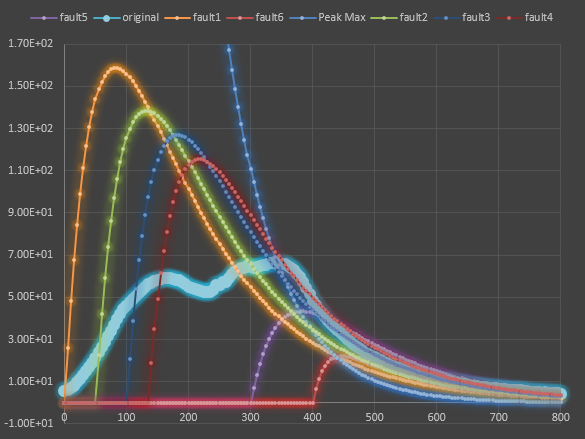 fault5 original fault1 fault6 Peak Max fault2 fault3 fault4
1.70E+02
1.50E+02
1.30E+02
1.10E+02
9.00E+01
7.00E+01
5.00E+01
3.00E+01
1.00E+01
-1.00E+01
0 100 200 300 400 500 600 700 800